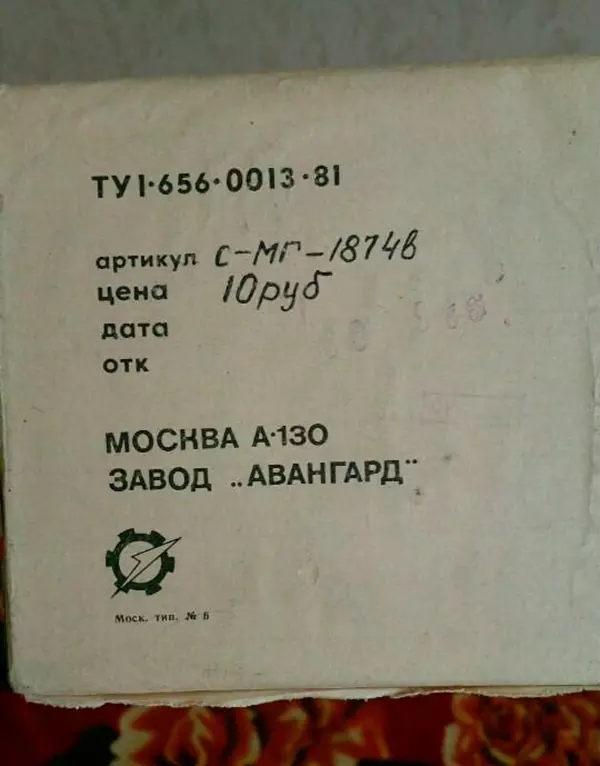 ТУ1·656·0013·81
артикул С-МГ-1874в
цена 10руб
дата
отк
МОСКВА А·130
ЗАВОД „АВАНГАРД"
Моск. тип. № 6